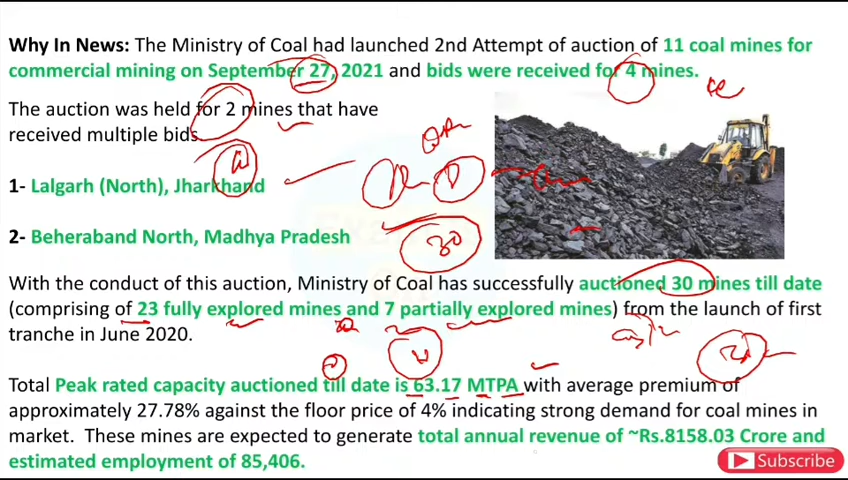 Why In News: The Ministry of Coal had launched 2nd Attempt of auction of 11 coal mines for
commercial mining on September 27, 2021 and bids were received for 4 mines.
The auction was held for 2 mines that have
received multiple bids
1- Lalgarh (North), Jharkhand
2- Beheraband North, Madhya Pradesh
30
With the conduct of this auction, Ministry of Coal has successfully auctioned 30 mines till date
(comprising of 23 fully explored mines and 7 partially explored mines) from the launch of first
tranche in June 2020.
Total Peak rated capacity auctioned till date is 63.17 MTPA with average premium of
approximately 27.78% against the floor price of 4% indicating strong demand for coal mines in
market. These mines are expected to generate total annual revenue of ~Rs.8158.03 Crore and
estimated employment of 85,406.
Subscribe